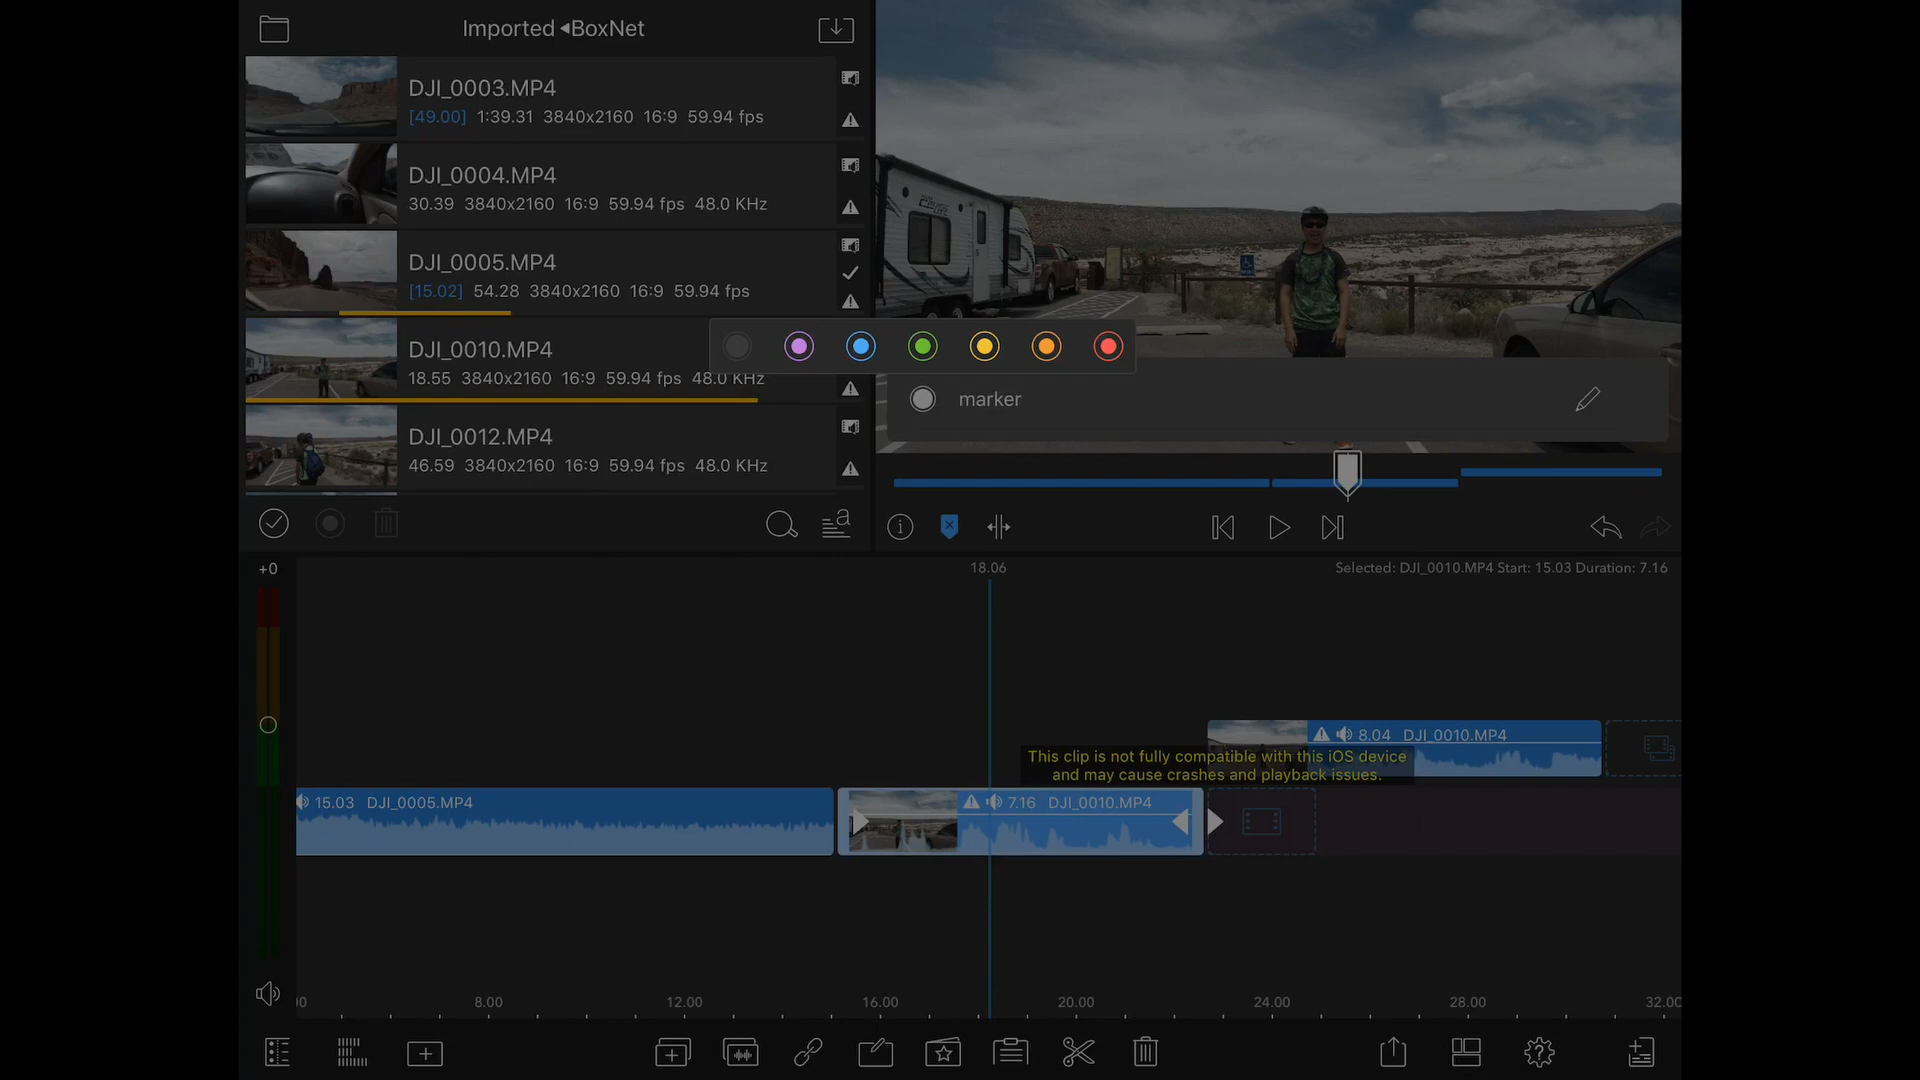 Imported ◂BoxNet
DJI_0003.MP4
[49.00] 1:39.31 3840x2160 16:9 59.94 fps
DJI_0004.MP4
30.39 3840x2160 16:9 59.94 fps 48.0 KHz
DJI_0005.MP4
[15.02] 54.28 3840x2160 16:9 59.94 fps
DJI_0010.MP4
18.55 3840x2160 16:9 59.94 fps 48.0 KHz
DJI_0012.MP4
46.59 3840x2160 16:9 59.94 fps 48.0 KHz
marker
+0
18.06
Selected: DJI_0010.MP4 Start: 15.03 Duration: 7.16
8.04 DJI_0010.MP4
This clip is not fully compatible with this iOS device
and may cause crashes and playback issues.
15.03 DJI_0005.MP4
7.16 DJI_0010.MP4
8.00 12.00 16.00 20.00 24.00 28.00 32.00